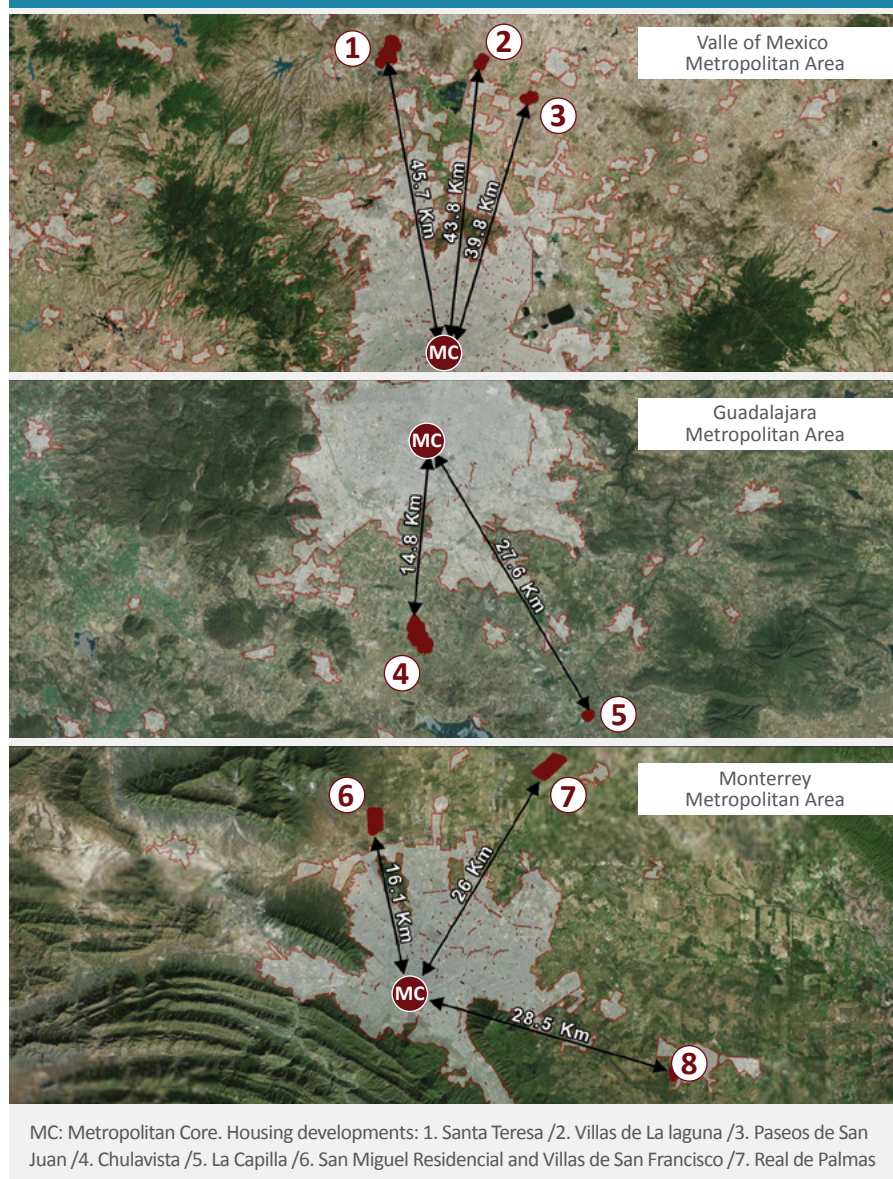 1
2
3
Valle of Mexico
Metropolitan Area
45.7 Km
43.8 Km
39.8 Km
MC
Guadalajara
Metropolitan Area
MC
14.8 Km
27.6 Km
4
5
Monterrey
Metropolitan Area
6
7
16.1 Km
26 Km
MC
28.5 Km
8
MC: Metropolitan Core. Housing developments: 1. Santa Teresa /2. Villas de La laguna /3. Paseos de San
Juan /4. Chulavista /5. La Capilla /6. San Miguel Residencial and Villas de San Francisco /7. Real de Palmas